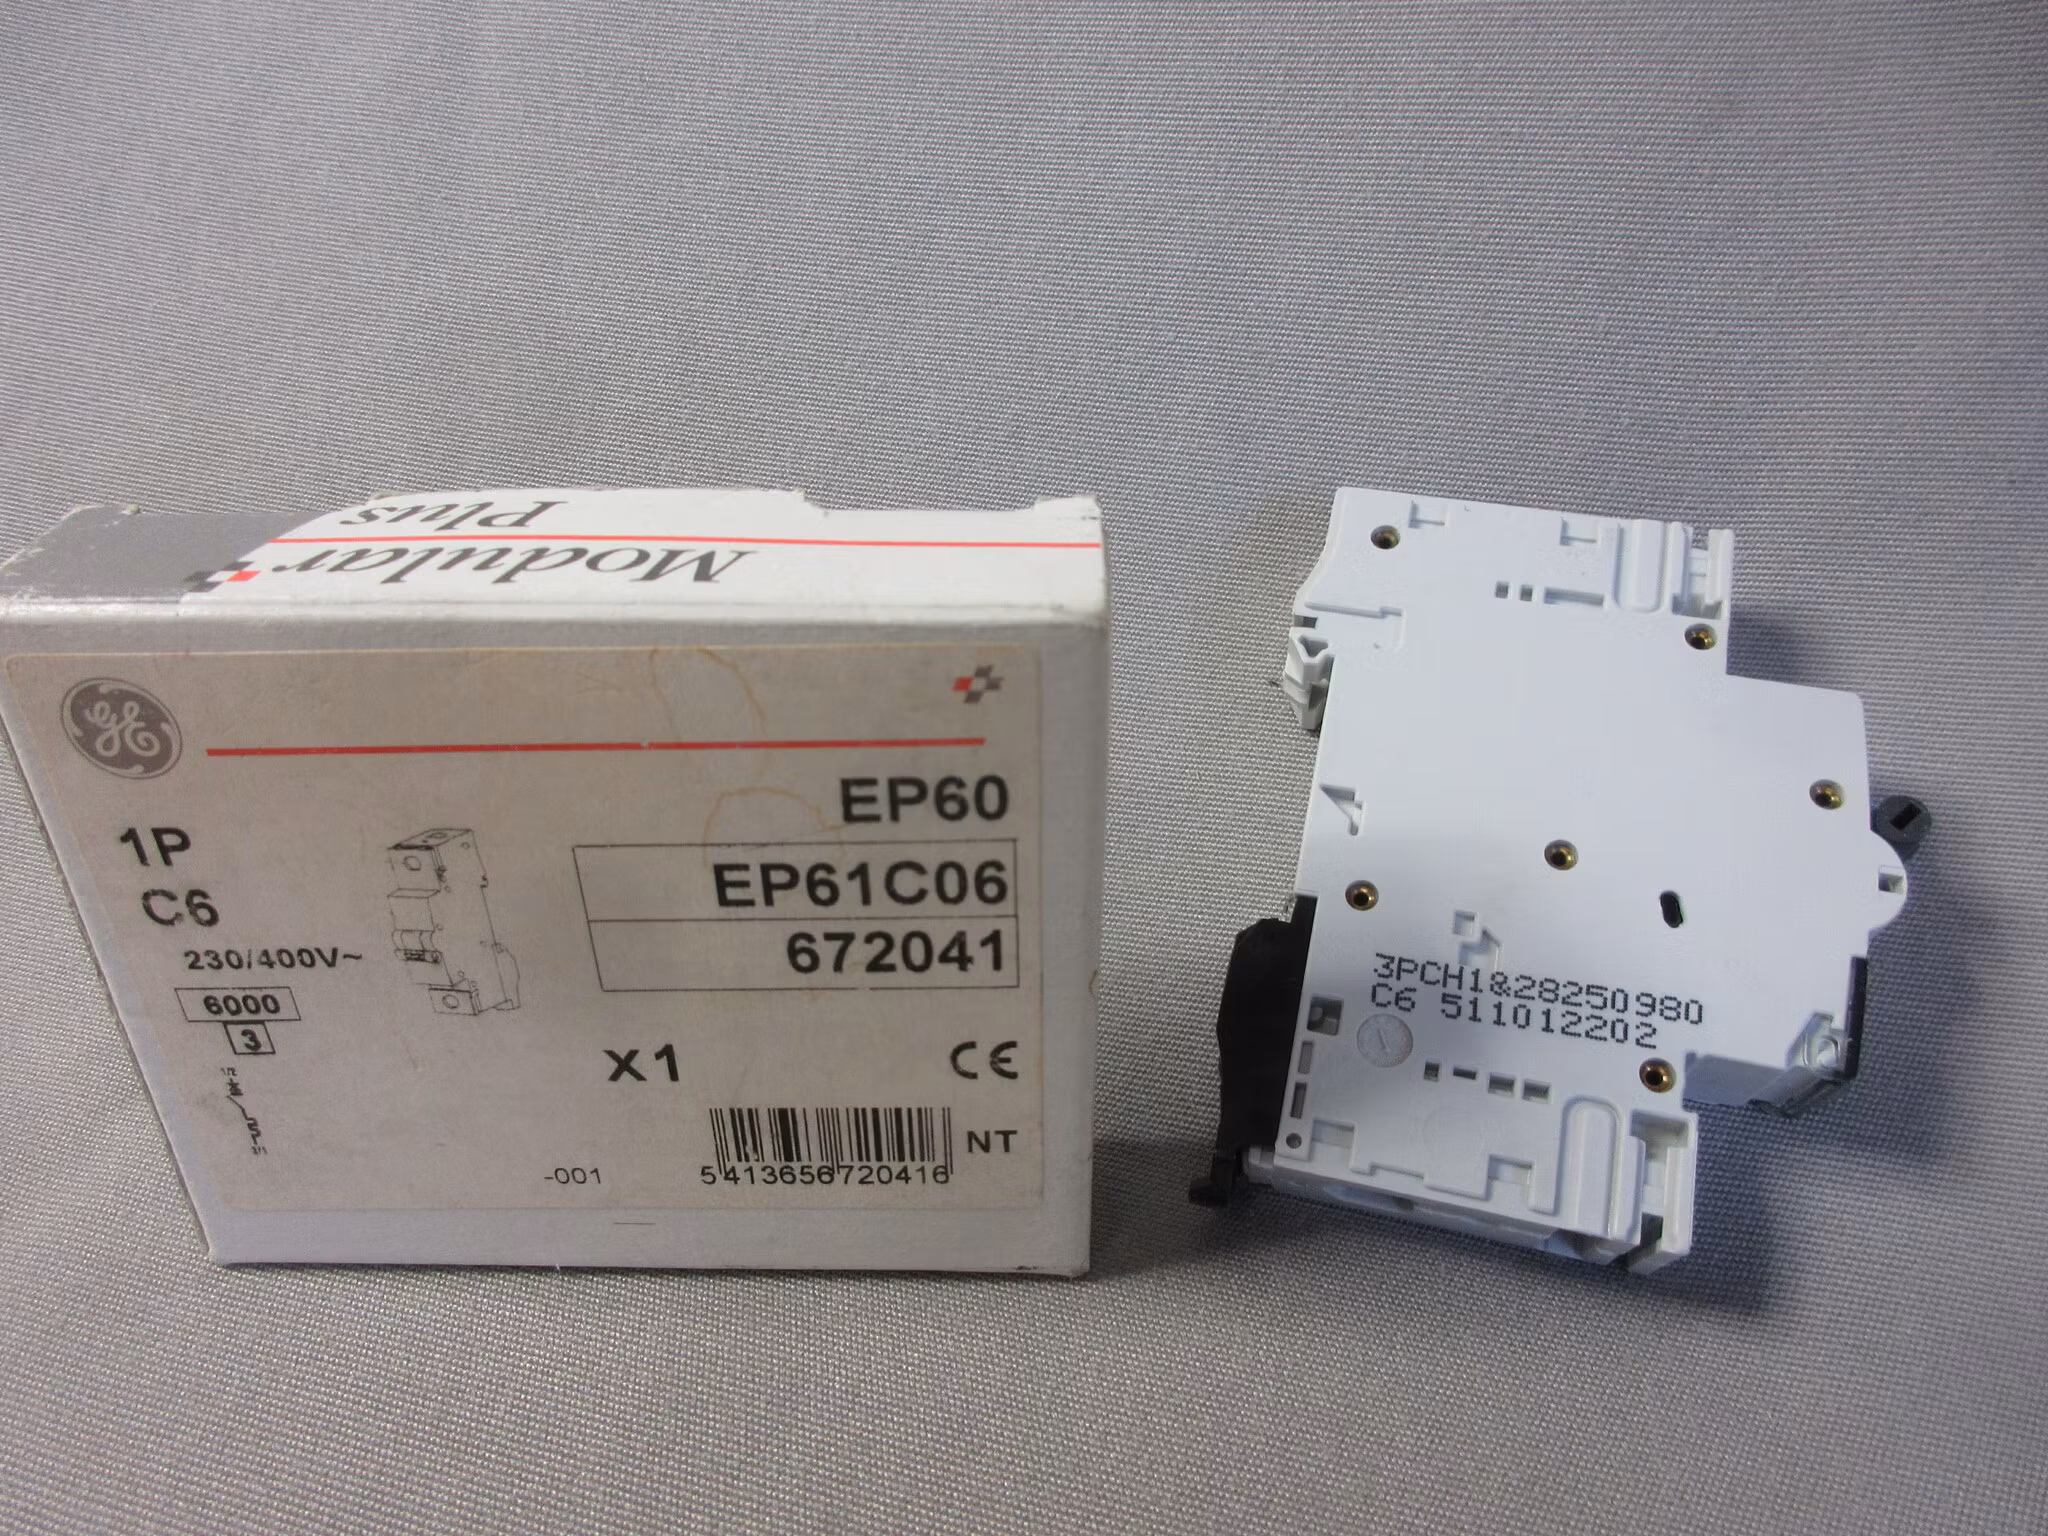 Modular
Plus
GE
EP60
1P
EP61C06
C6
672041
230/400V~
6000
3
X1
CE
NT
-001
5413656720416
3PCH1&28250980
C6 511012202